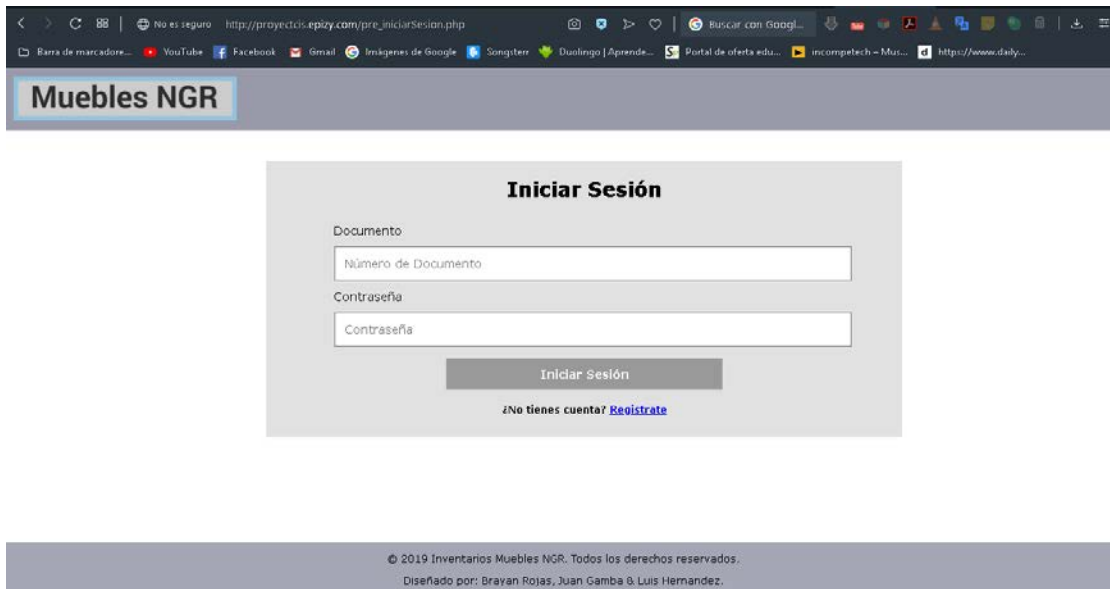 No es seguro http://proyectcis.epizy.com/pre_iniciarSesion.php Buscar con Googl...
Barra de marcadore... YouTube Facebook Gmail Imágenes de Google Songsterr Duolingo | Aprende... Portal de oferta edu... incompetech – Mus... https://www.daily...
Muebles NGR
Iniciar Sesión
Documento
Número de Documento
Contraseña
Contraseña
Iniciar Sesión
¿No tienes cuenta? Registrate
© 2019 Inventarios Muebles NGR. Todos los derechos reservados.
Diseñado por: Brayan Rojas, Juan Gamba & Luis Hernandez.